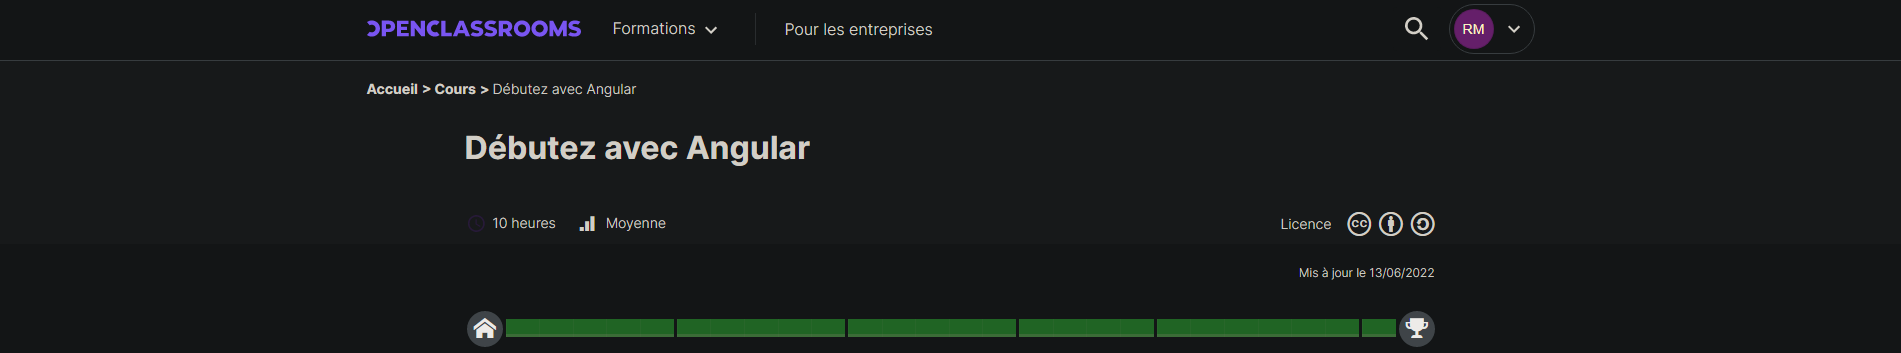 OPENCLASSROOMS Formations Pour les entreprises RM
Accueil > Cours > Débutez avec Angular
Débutez avec Angular
10 heures Moyenne Licence cc
Mis à jour le 13/06/2022